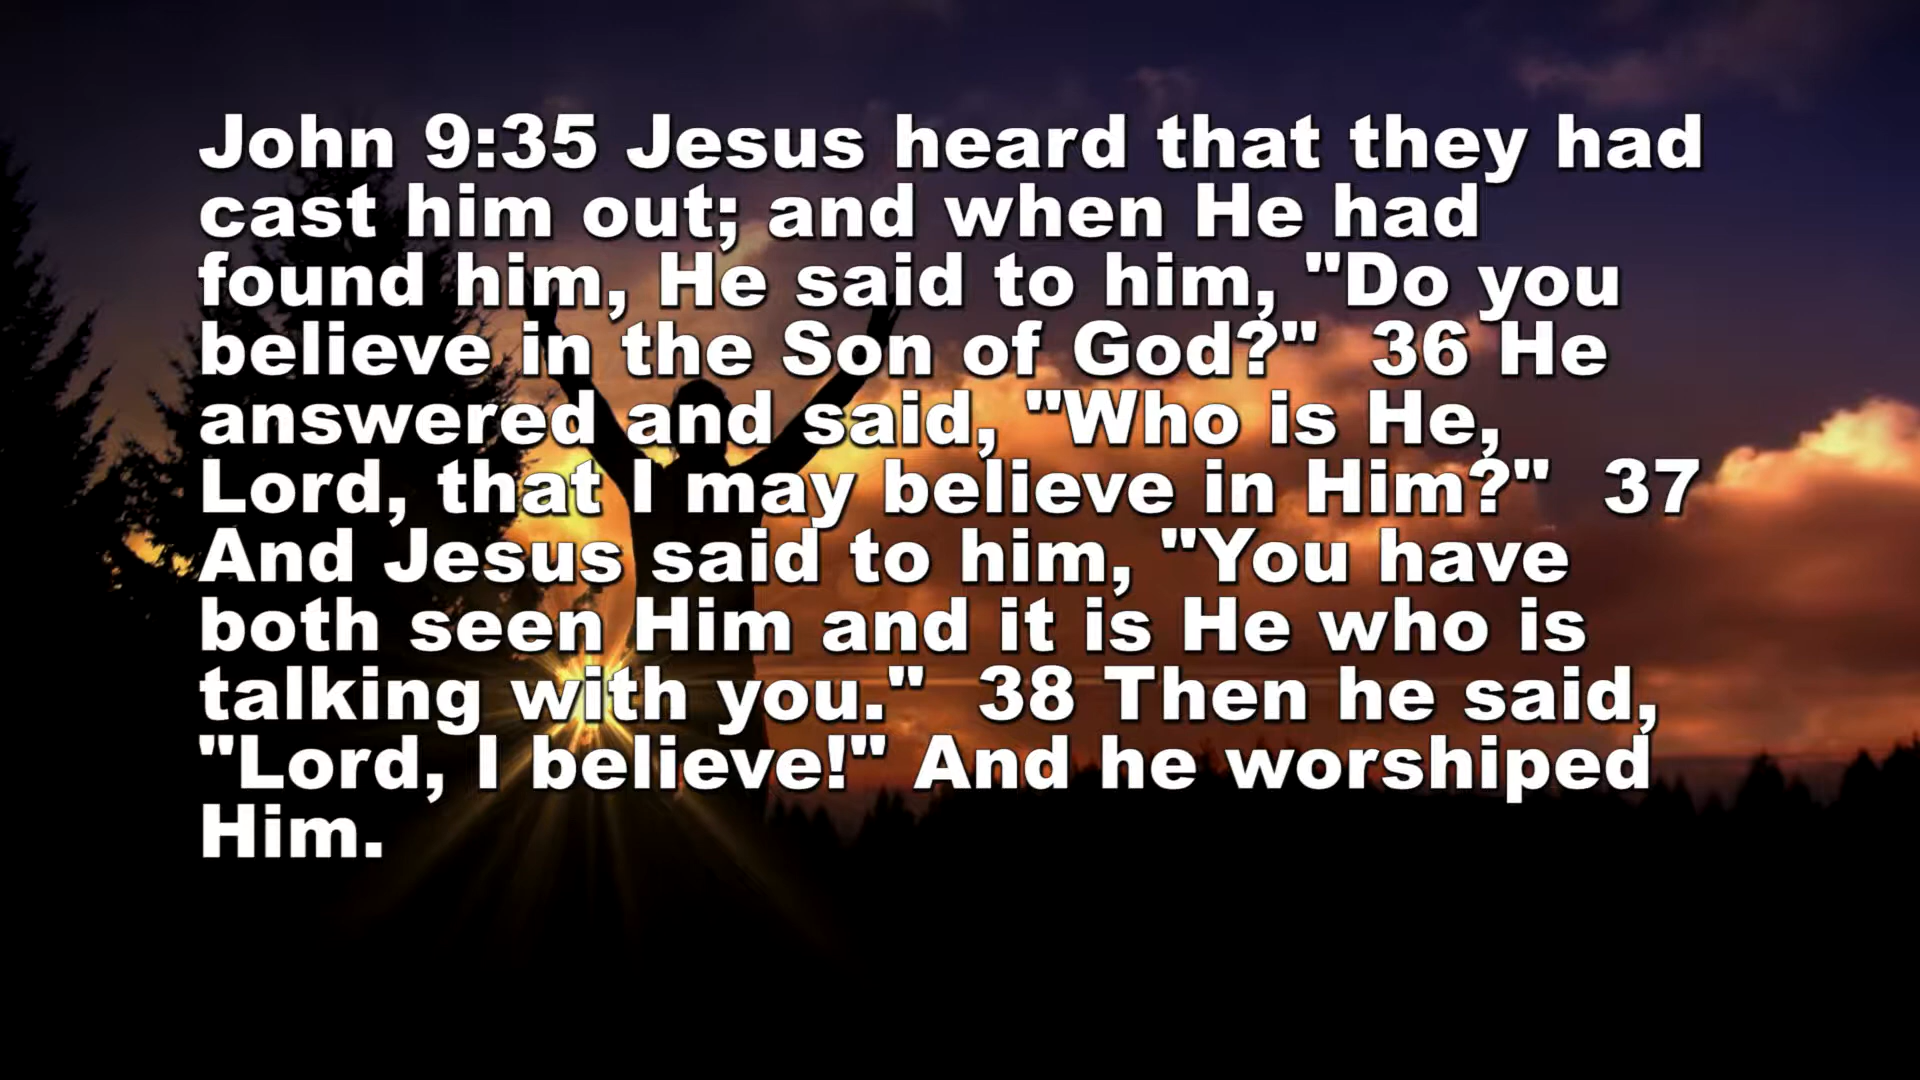 John 9:35 Jesus heard that they had
cast him out; and when He had
found him, He said to him, "Do you
believe in the Son of God?"  36 He
answered and said, "Who is He,
Lord, that I may believe in Him?"  37
And Jesus said to him, "You have
both seen Him and it is He who is
talking with you."  38 Then he said,
"Lord, I believe!" And he worshiped
Him.